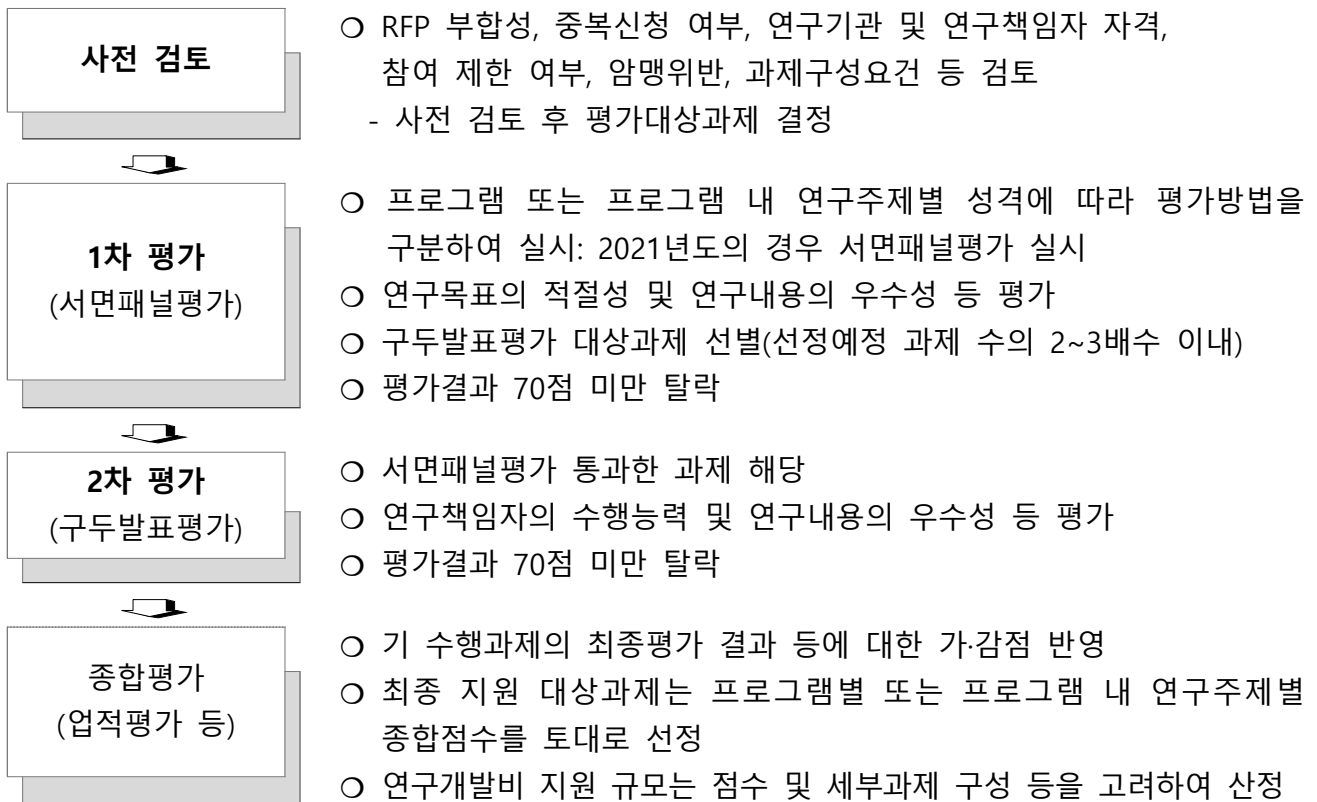 사전 검토
❍ RFP 부합성, 중복신청 여부, 연구기관 및 연구책임자 자격,
참여 제한 여부, 암맹위반, 과제구성요건 등 검토
- 사전 검토 후 평가대상과제 결정
1차 평가
(서면패널평가)
❍ 프로그램 또는 프로그램 내 연구주제별 성격에 따라 평가방법을
구분하여 실시: 2021년도의 경우 서면패널평가 실시
❍ 연구목표의 적절성 및 연구내용의 우수성 등 평가
❍ 구두발표평가 대상과제 선별(선정예정 과제 수의 2~3배수 이내)
❍ 평가결과 70점 미만 탈락
2차 평가
(구두발표평가)
❍ 서면패널평가 통과한 과제 해당
❍ 연구책임자의 수행능력 및 연구내용의 우수성 등 평가
❍ 평가결과 70점 미만 탈락
종합평가
(업적평가 등)
❍ 기 수행과제의 최종평가 결과 등에 대한 가·감점 반영
❍ 최종 지원 대상과제는 프로그램별 또는 프로그램 내 연구주제별
종합점수를 토대로 선정
❍ 연구개발비 지원 규모는 점수 및 세부과제 구성 등을 고려하여 산정